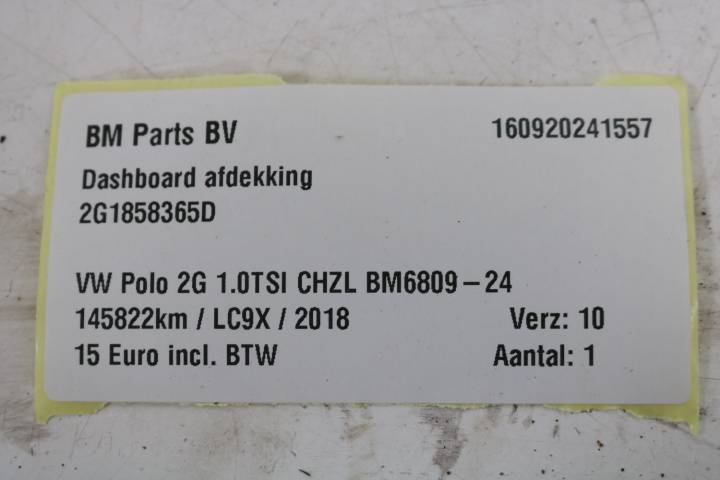 BM Parts BV 160920241557
Dashboard afdekking
2G1858365D
VW Polo 2G 1.0TSI CHZL BM6809-24
145822km / LC9X / 2018 Verz: 10
15 Euro incl. BTW Aantal: 1